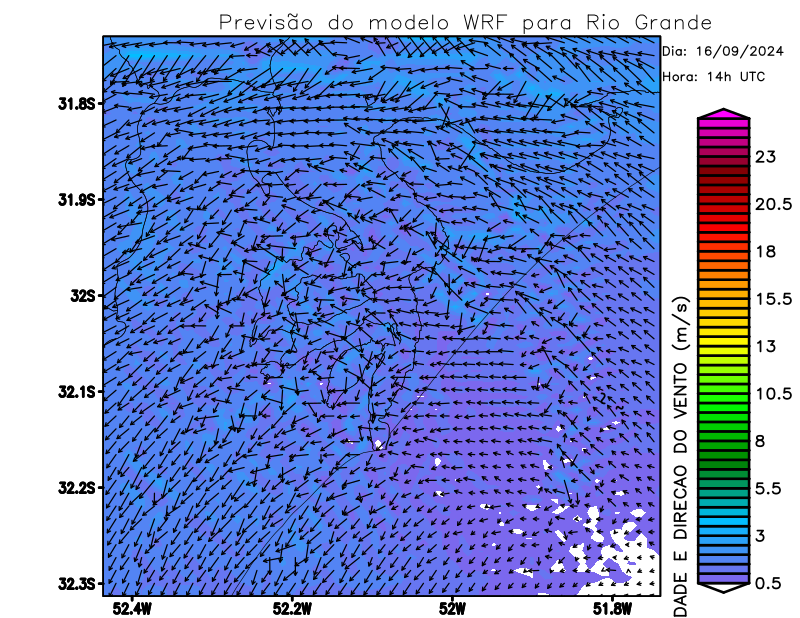 Previsão do modelo WRF para Rio Grande
Dia: 16/09/2024
Hora: 14h UTC
31.8S
31.9S
32S
32.1S
32.2S
32.3S
52.4W
52.2W
52W
51.8W
23
20.5
18
15.5
13
10.5
8
5.5
3
0.5
DADE E DIRECAO DO VENTO (m/s)